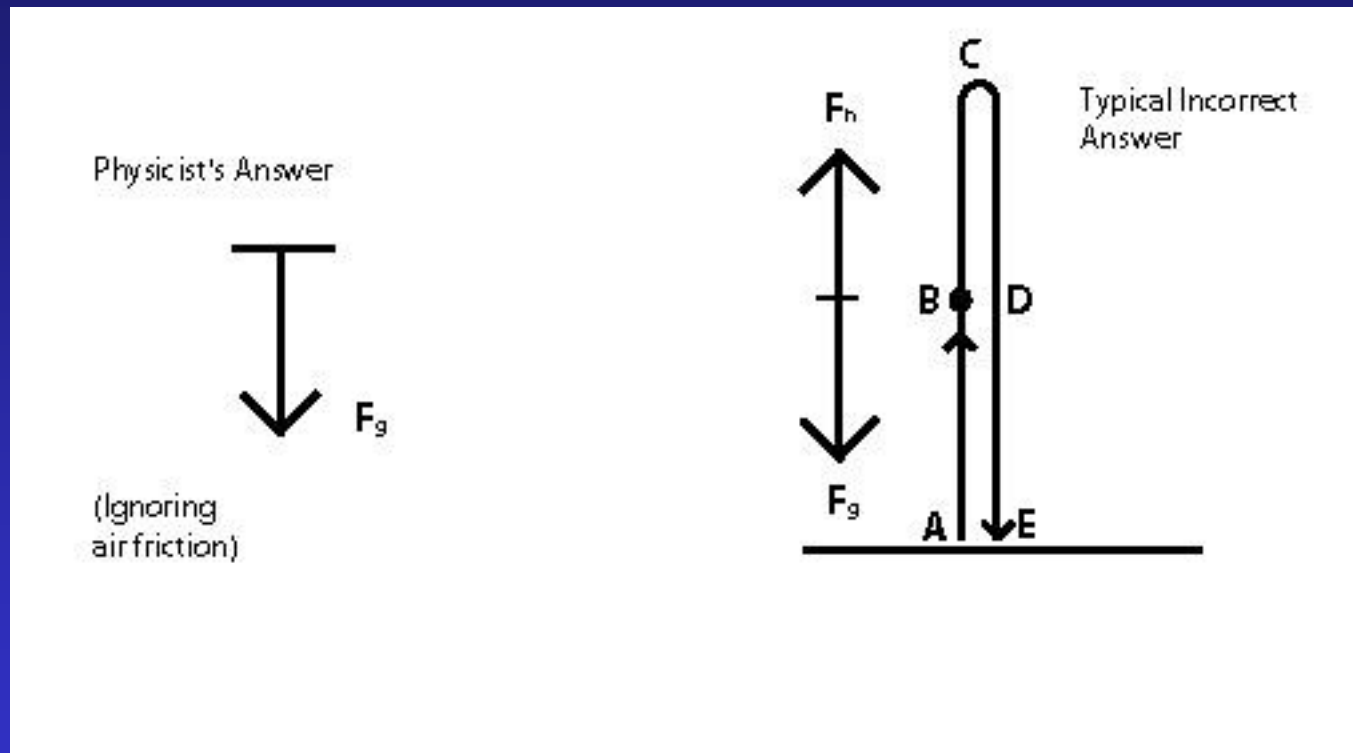 Physicist's Answer
Fg
(Ignoring
air friction)
Typical Incorrect
Answer
C
Fh
B
D
Fg
A
E